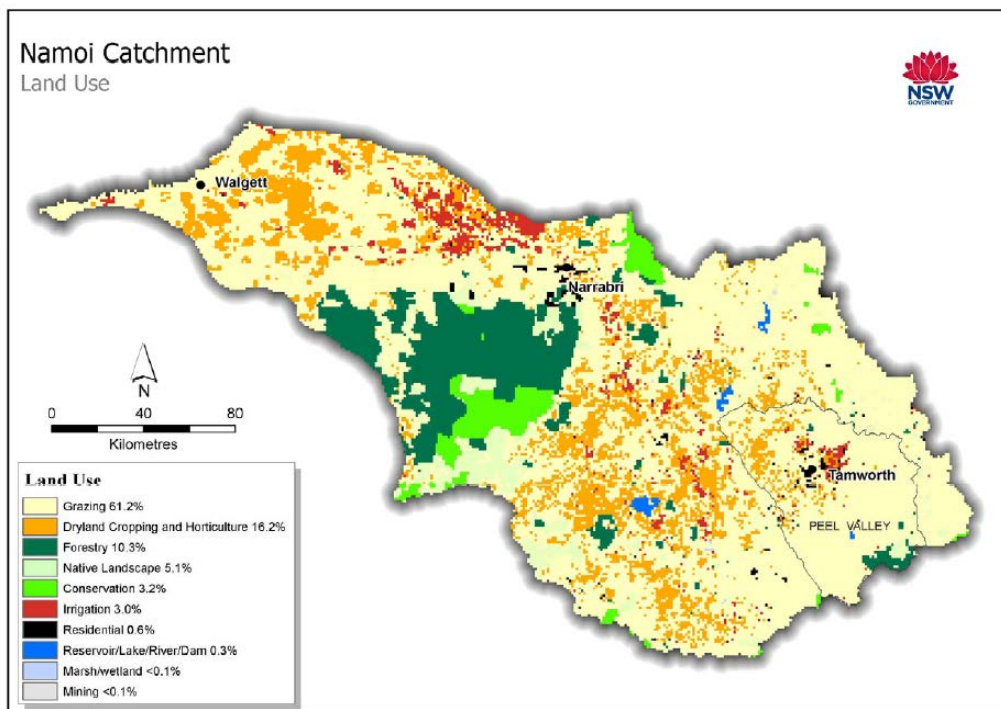 Namoi Catchment
Land Use
NSW
GOVERNMENT
Walgett
Narrabri
N
0 40 80
Kilometres
Tamworth
PEEL VALLEY
Land Use
Grazing 61.2%
Dryland Cropping and Horticulture 16.2%
Forestry 10.3%
Native Landscape 5.1%
Conservation 3.2%
Irrigation 3.0%
Residential 0.6%
Reservoir/Lake/River/Dam 0.3%
Marsh/wetland <0.1%
Mining <0.1%